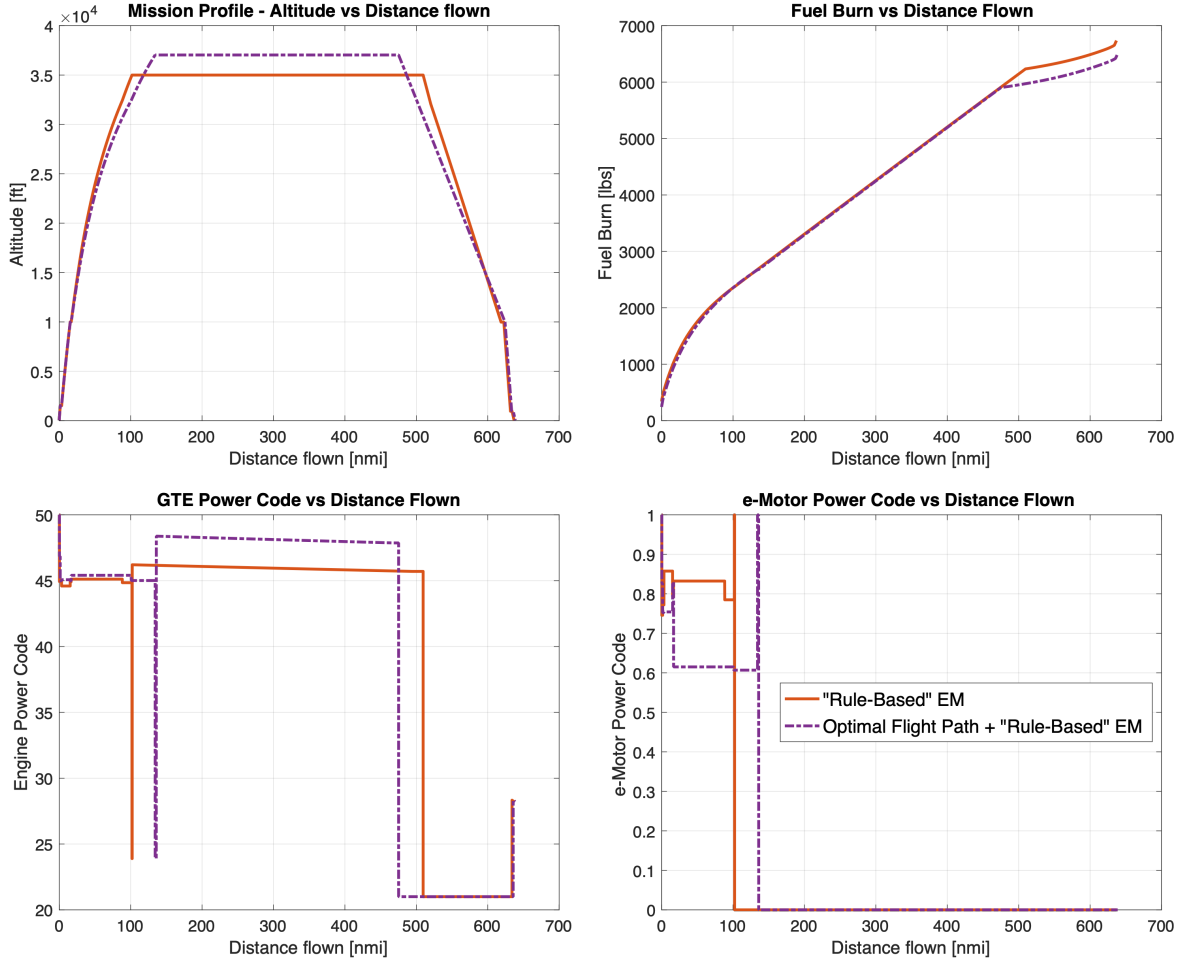 Mission Profile - Altitude vs Distance flown
×10⁴
4
3.5
3
2.5
2
1.5
1
0.5
0
Altitude [ft]
0 100 200 300 400 500 600 700
Distance flown [nmi]
Fuel Burn vs Distance Flown
7000
6000
5000
4000
3000
2000
1000
0
Fuel Burn [lbs]
0 100 200 300 400 500 600 700
Distance flown [nmi]
GTE Power Code vs Distance Flown
50
45
40
35
30
25
20
Engine Power Code
0 100 200 300 400 500 600 700
Distance flown [nmi]
e-Motor Power Code vs Distance Flown
1
0.9
0.8
0.7
0.6
0.5
0.4
0.3
0.2
0.1
0
e-Motor Power Code
"Rule-Based" EM
Optimal Flight Path + "Rule-Based" EM
0 100 200 300 400 500 600 700
Distance flown [nmi]